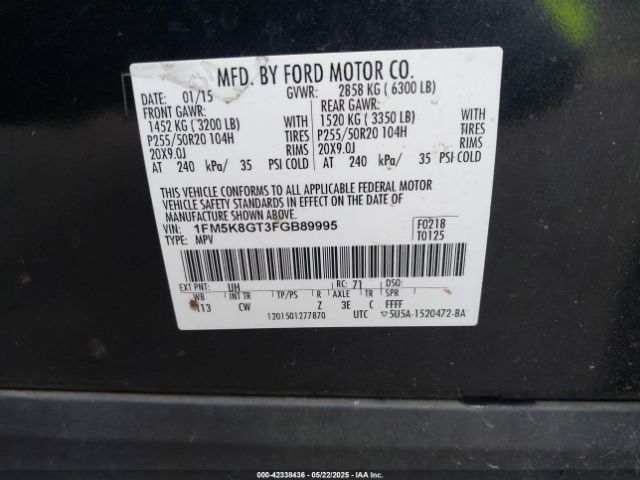 MFD. BY FORD MOTOR CO.
DATE: 01/15 GVWR: 2858 KG ( 6300 LB)
FRONT GAWR: REAR GAWR:
1452 KG ( 3200 LB) WITH 1520 KG ( 3350 LB) WITH
P255/50R20 104H TIRES P255/50R20 104H TIRES
20X9.0J RIMS 20X9.0J RIMS
AT 240 kPa/ 35 PSI COLD AT 240 kPa/ 35 PSI COLD
THIS VEHICLE CONFORMS TO ALL APPLICABLE FEDERAL MOTOR
VEHICLE SAFETY STANDARDS IN EFFECT ON THE DATE OF
MANUFACTURE SHOWN ABOVE.
VIN: 1FM5K8GT3FGB89995 F0218
TYPE: MPV T0125
EXT PNT: UH RC: 71 DSO:
WB INT TR TP/PS R AXLE TR S
113 CW Z 3E C FFFF
1201501277870 UTC ▽5U5A-1520472-BA
000-42338436 - 05/22/2025 - IAA Inc.